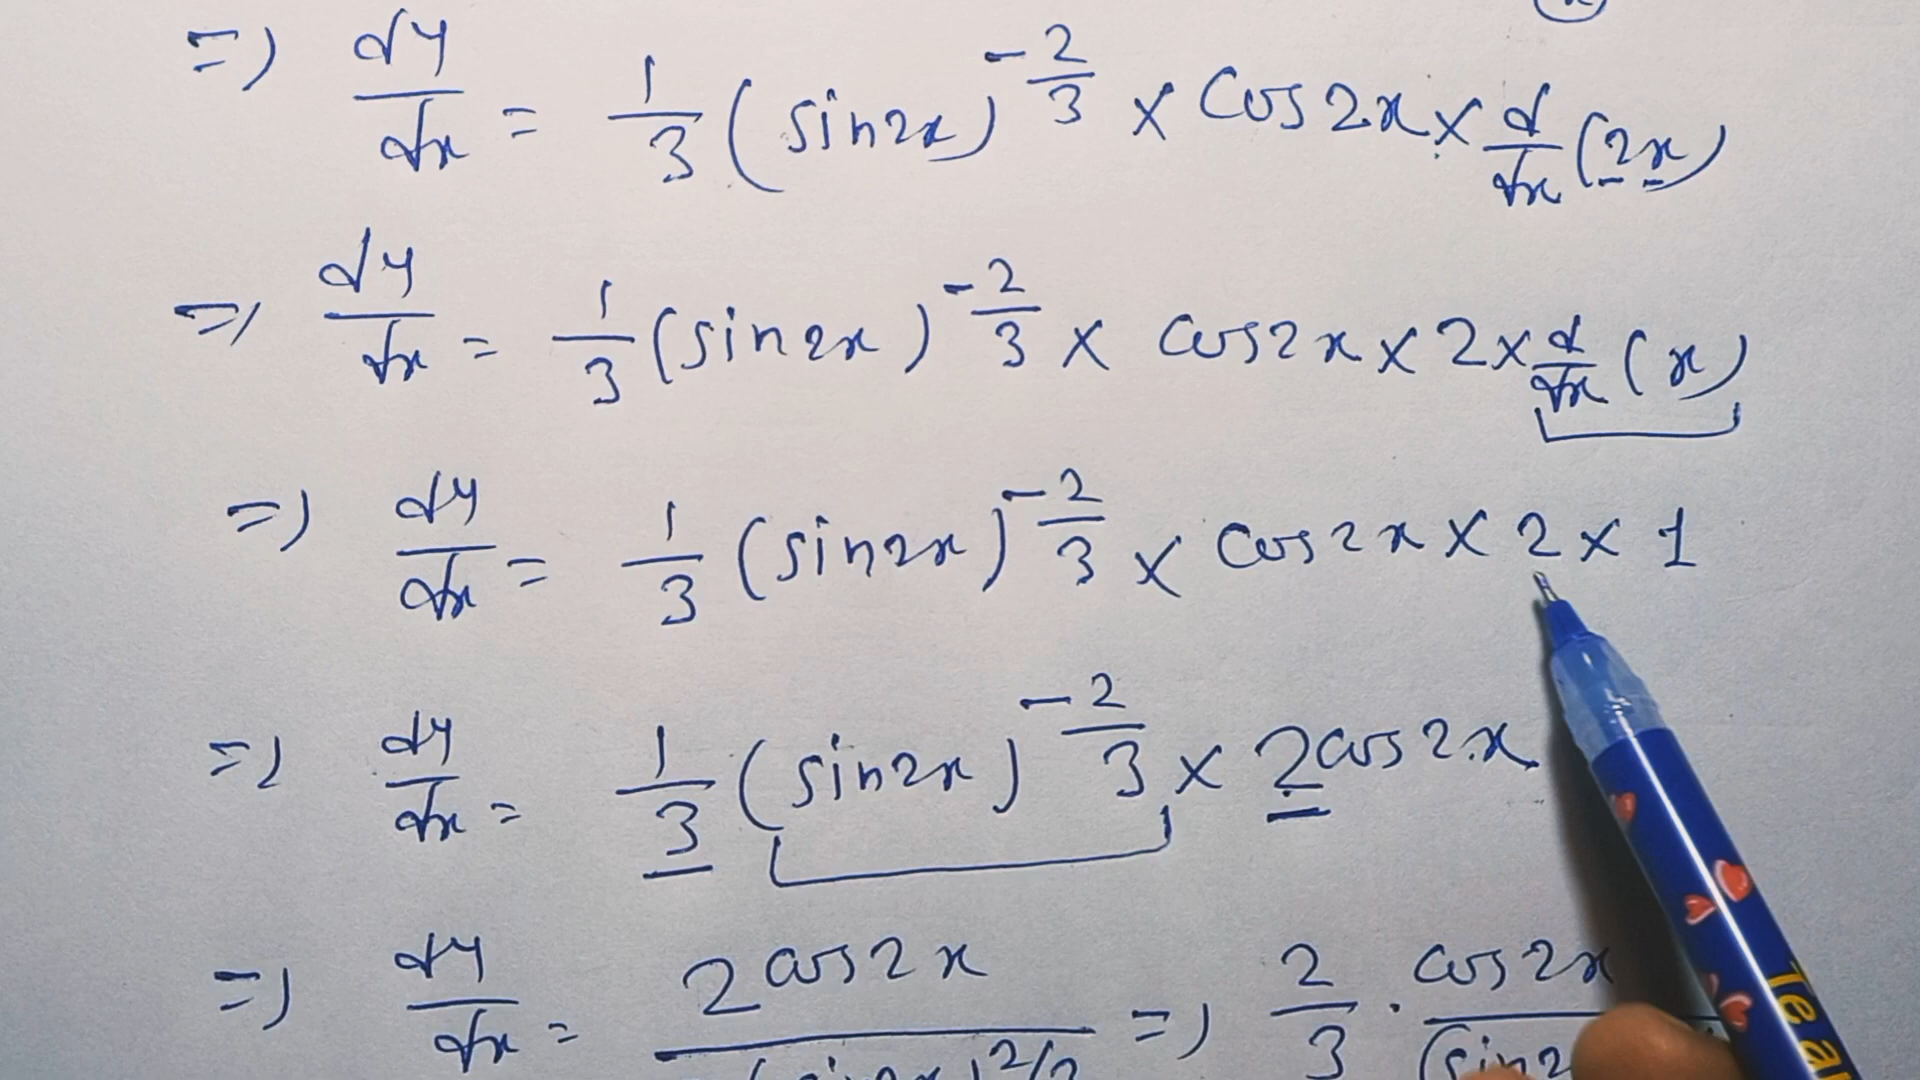 => dy/dx = 1/3 (sin2x)^-2/3 × cos2x × d/dx (2x)
=> dy/dx = 1/3 (sin2x)^-2/3 × cos2x × 2 × d/dx (x)
=> dy/dx = 1/3 (sin2x)^-2/3 × cos2x × 2 × 1
=> dy/dx = 1/3 (sin2x)^-2/3 × 2cos2x
=> dy/dx = 2cos2x => 2/3 . cos2x